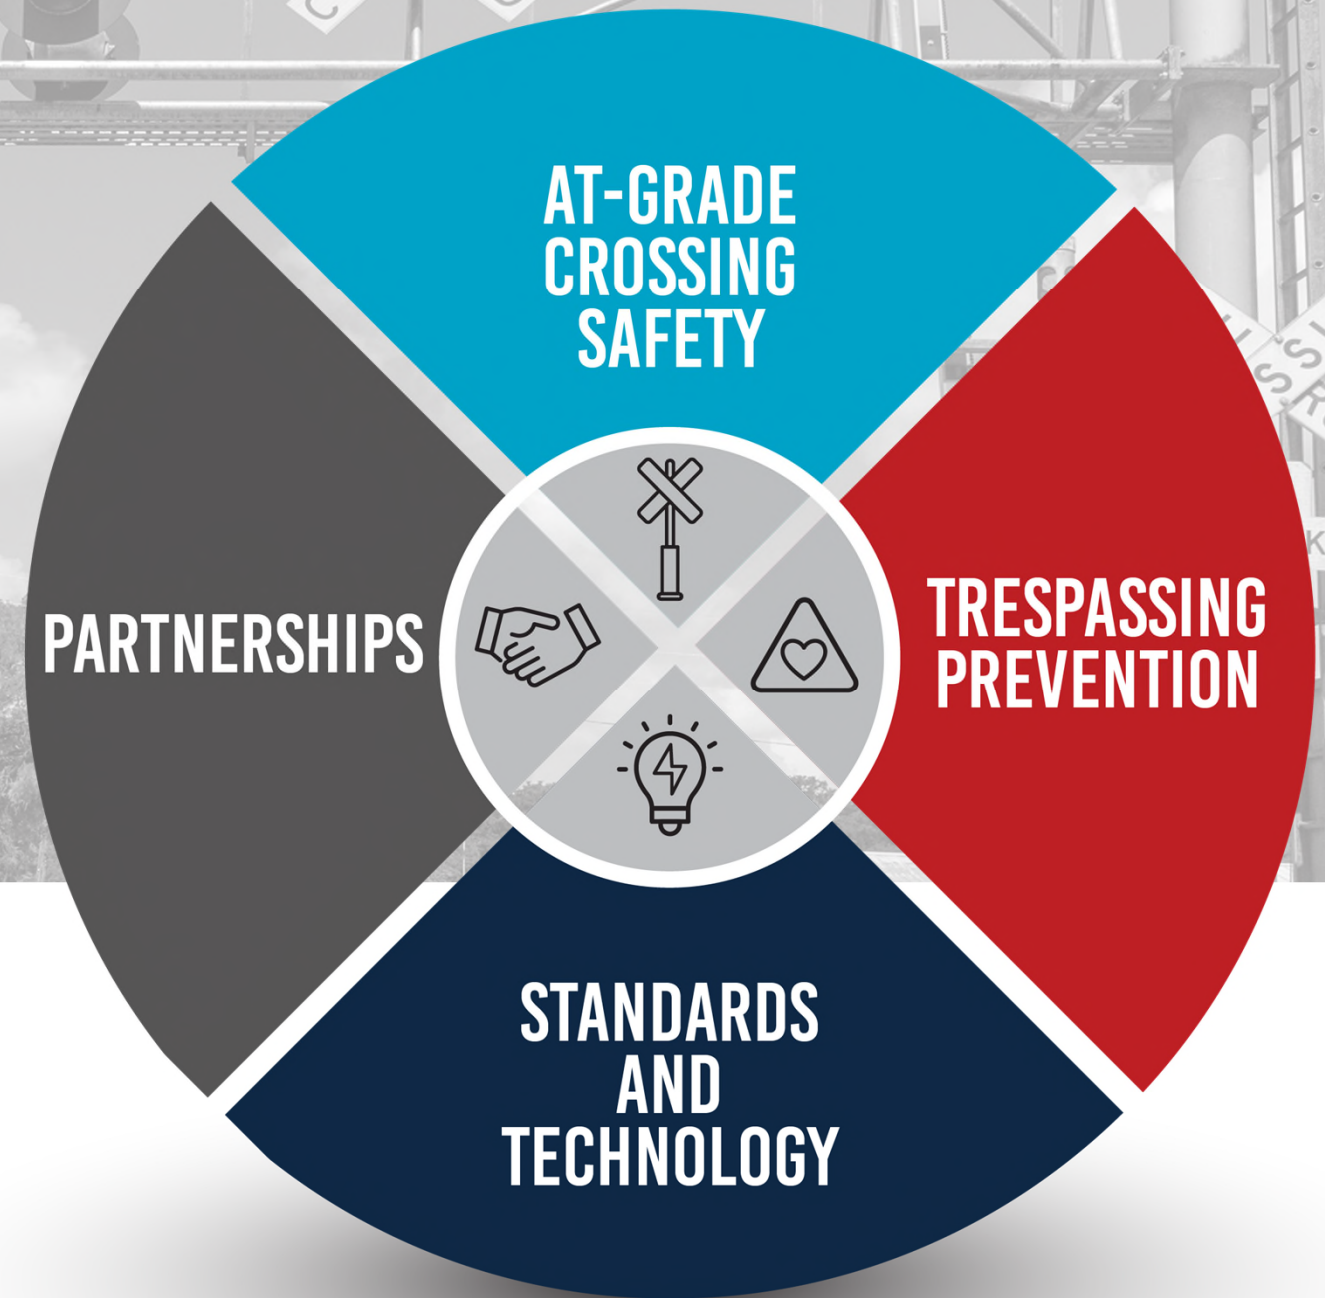 AT-GRADE
CROSSING
SAFETY
PARTNERSHIPS
TRESPASSING
PREVENTION
STANDARDS
AND
TECHNOLOGY